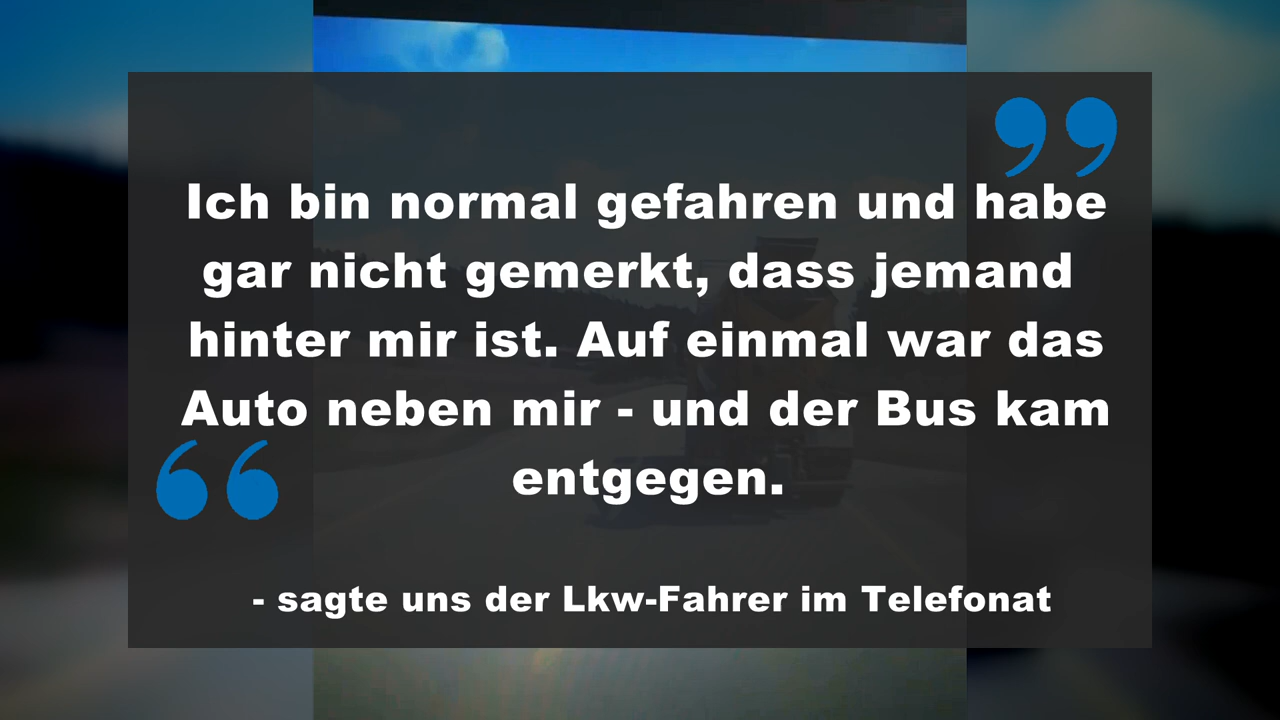 Ich bin normal gefahren und habe
gar nicht gemerkt, dass jemand
hinter mir ist. Auf einmal war das
Auto neben mir - und der Bus kam
entgegen.
- sagte uns der Lkw-Fahrer im Telefonat